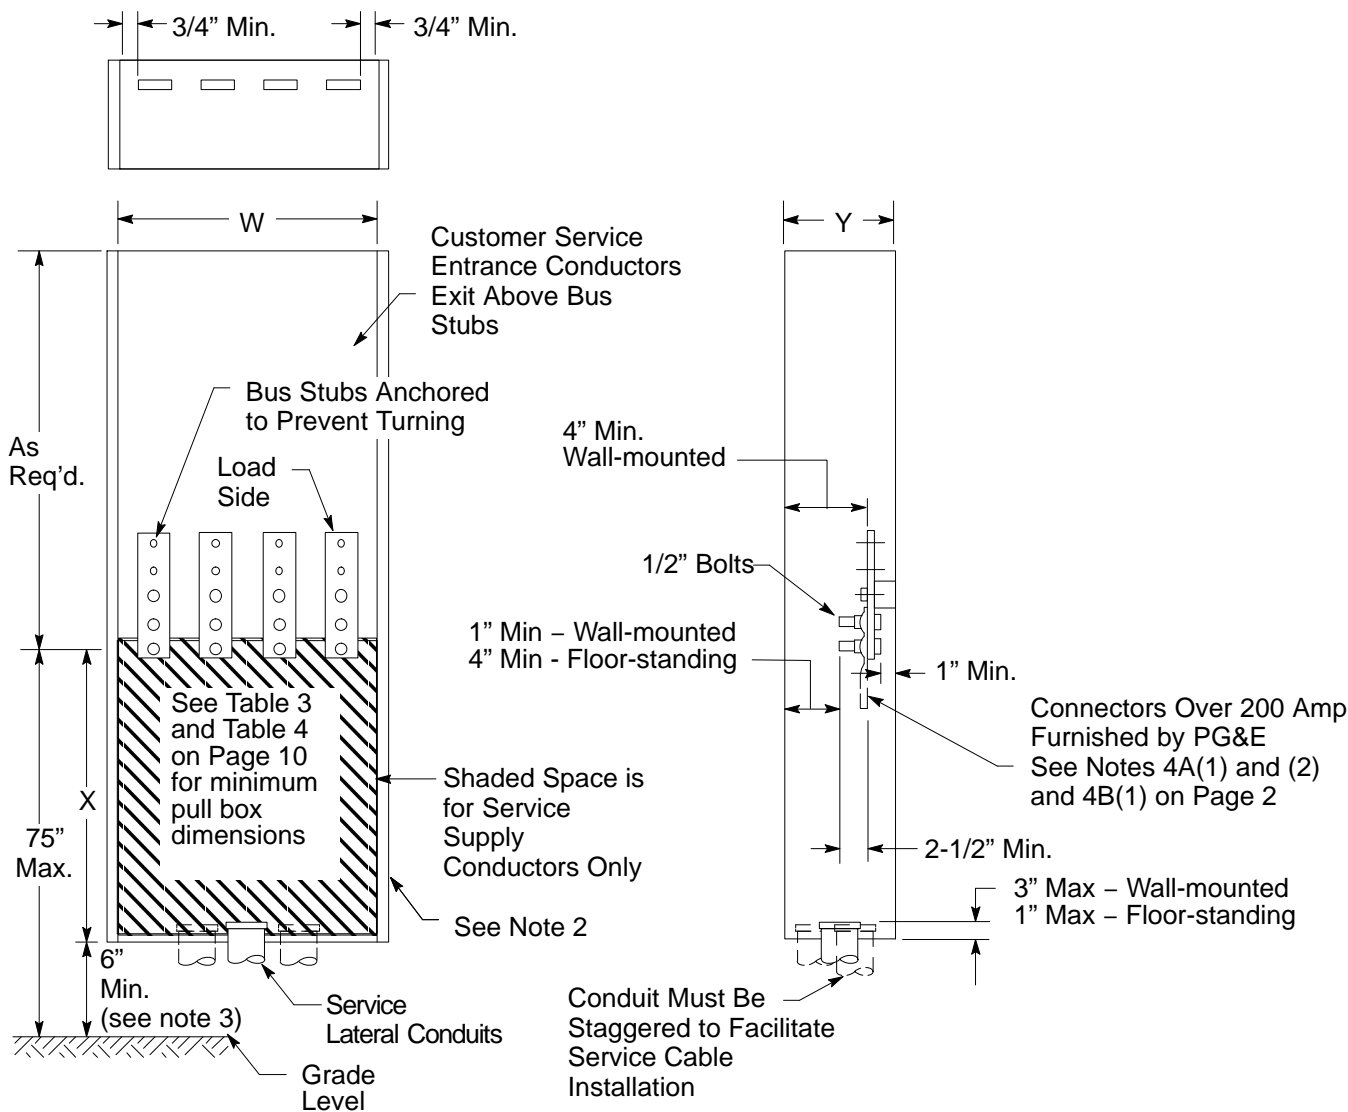 3/4” Min.
3/4” Min.
W
Y
Customer Service
Entrance Conductors
Exit Above Bus
Stubs
Bus Stubs Anchored
to Prevent Turning
As
Req’d.
Load
Side
4” Min.
Wall-mounted
1/2” Bolts
1” Min – Wall-mounted
4” Min - Floor-standing
1” Min.
See Table 3
and Table 4
on Page 10
for minimum
pull box
dimensions
Connectors Over 200 Amp
Furnished by PG&E
See Notes 4A(1) and (2)
and 4B(1) on Page 2
X
Shaded Space is
for Service
Supply
Conductors Only
75”
Max.
2-1/2” Min.
3” Max – Wall-mounted
1” Max – Floor-standing
See Note 2
6”
Min.
(see note 3)
Service
Lateral Conduits
Conduit Must Be
Staggered to Facilitate
Service Cable
Installation
Grade
Level